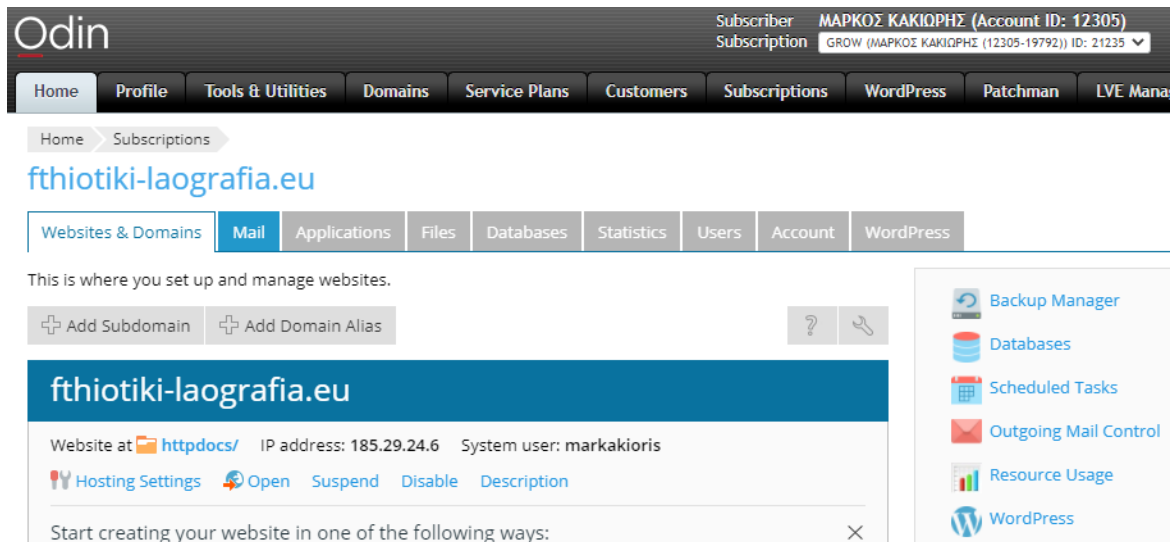 Odin
Subscriber ΜΑΡΚΟΣ ΚΑΚΙΩΡΗΣ (Account ID: 12305)
Subscription GROW (ΜΑΡΚΟΣ ΚΑΚΙΩΡΗΣ (12305-19792)) ID: 21235
Home Profile Tools & Utilities Domains Service Plans Customers Subscriptions WordPress Patchman LVE Mana
Home Subscriptions
fthiotiki-laografia.eu
Websites & Domains Mail Applications Files Databases Statistics Users Account WordPress
This is where you set up and manage websites.
Add Subdomain Add Domain Alias ?
fthiotiki-laografia.eu
Website at httpdocs/ IP address: 185.29.24.6 System user: markakioris
Hosting Settings Open Suspend Disable Description
Start creating your website in one of the following ways:
Backup Manager
Databases
Scheduled Tasks
Outgoing Mail Control
Resource Usage
WordPress